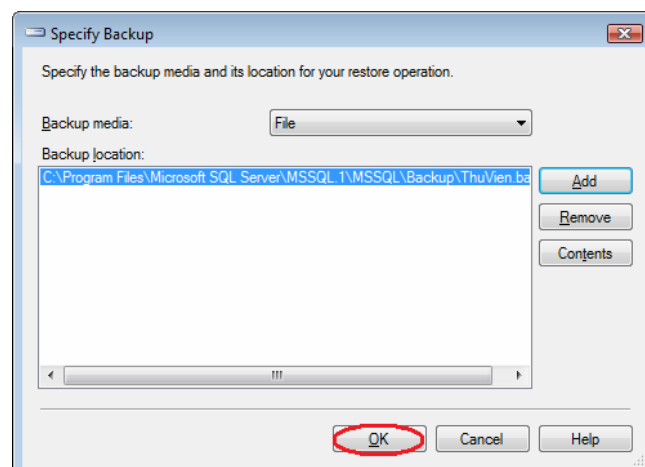 Specify Backup
Specify the backup media and its location for your restore operation.
Backup media:
File
Backup location:
C:\Program Files\Microsoft SQL Server\MSSQL.1\MSSQL\Backup\ThuVien.ba
Add
Remove
Contents
OK
Cancel
Help